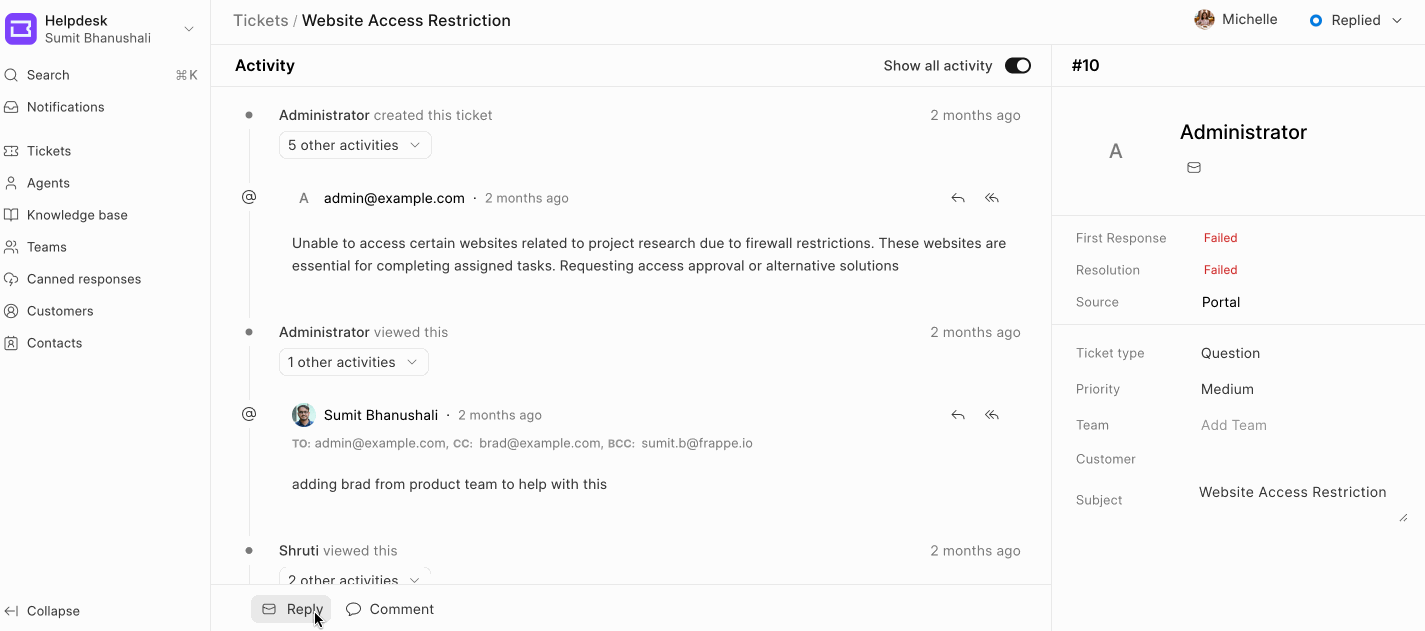 Helpdesk
Sumit Bhanushali
Search ⌘K
Notifications
Tickets
Agents
Knowledge base
Teams
Canned responses
Customers
Contacts
Collapse
Tickets / Website Access Restriction
Michelle
Replied
Activity
Show all activity
Administrator created this ticket 2 months ago
5 other activities
@ A admin@example.com · 2 months ago
Unable to access certain websites related to project research due to firewall restrictions. These websites are
essential for completing assigned tasks. Requesting access approval or alternative solutions
Administrator viewed this 2 months ago
1 other activities
@ Sumit Bhanushali · 2 months ago
TO: admin@example.com, CC: brad@example.com, BCC: sumit.b@frappe.io
adding brad from product team to help with this
Shruti viewed this 2 months ago
2 other activities
Reply
Comment
#10
A
Administrator
First Response Failed
Resolution Failed
Source Portal
Ticket type Question
Priority Medium
Team Add Team
Customer
Subject Website Access Restriction